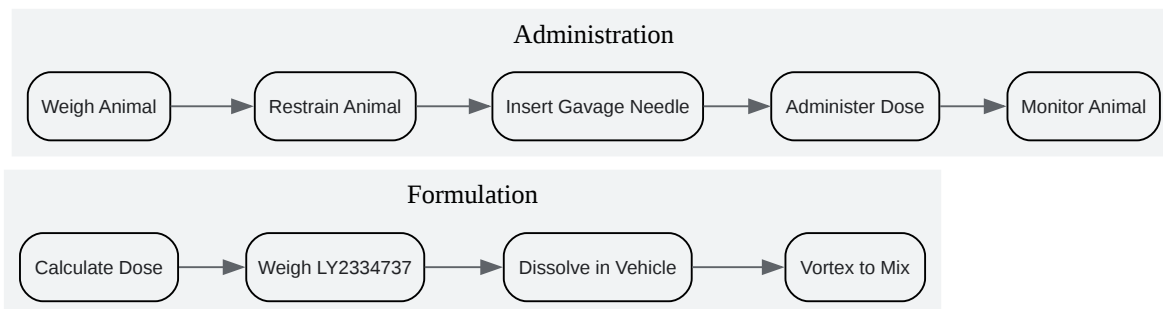 Administration
Weigh Animal
Restrain Animal
Insert Gavage Needle
Administer Dose
Monitor Animal
Formulation
Calculate Dose
Weigh LY2334737
Dissolve in Vehicle
Vortex to Mix